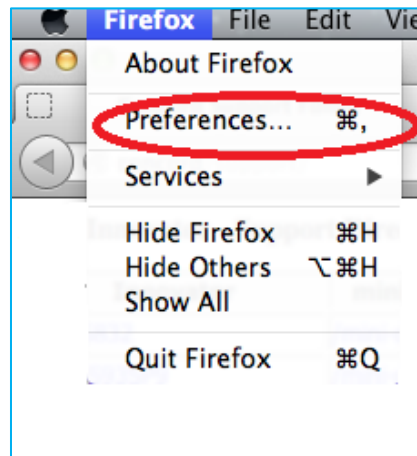 Firefox File Edit
About Firefox
Preferences... ⌘,
Services ▶
Hide Firefox ⌘H
Hide Others ⌥⌘H
Show All
Quit Firefox ⌘Q